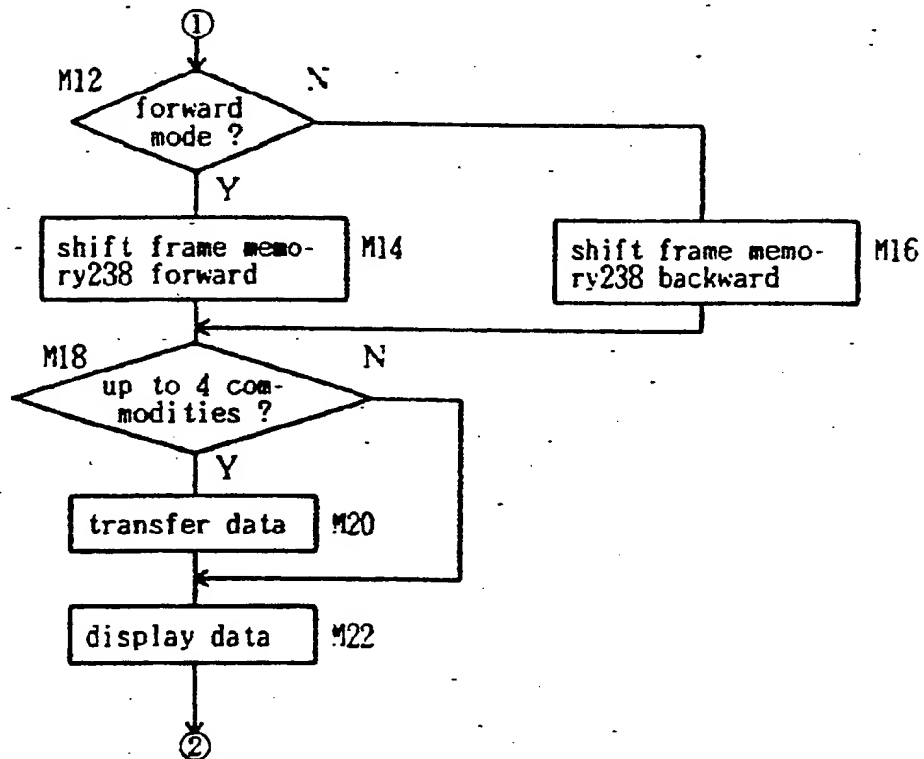 ①
M12
N
forward
mode ?
Y
shift frame memo-
ry238 forward
M14
shift frame memo-
ry238 backward
M16
M18
N
up to 4 com-
modities ?
Y
transfer data
M20
display data
M22
②